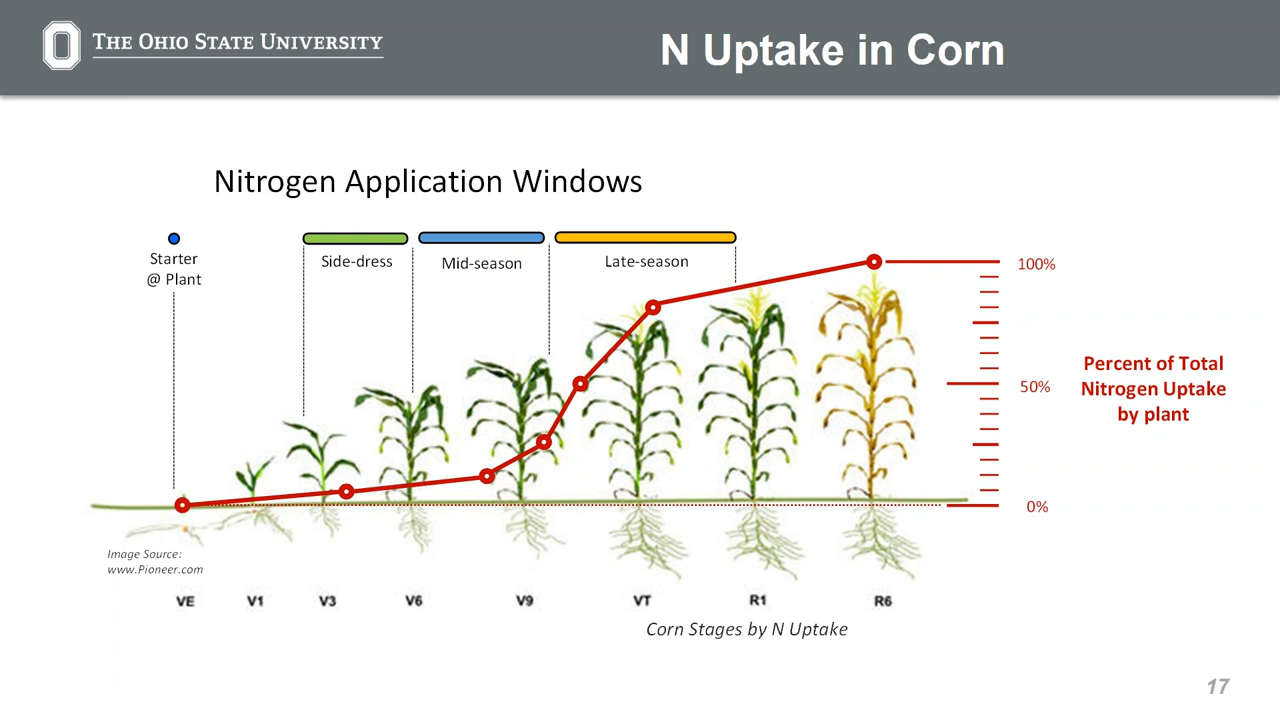 THE OHIO STATE UNIVERSITY
N Uptake in Corn
Nitrogen Application Windows
Starter
@ Plant
Side-dress
Mid-season
Late-season
100%
50%
0%
Percent of Total
Nitrogen Uptake
by plant
Image Source:
www.Pioneer.com
VE V1 V3 V6 V9 VT R1 R6
Corn Stages by N Uptake
17